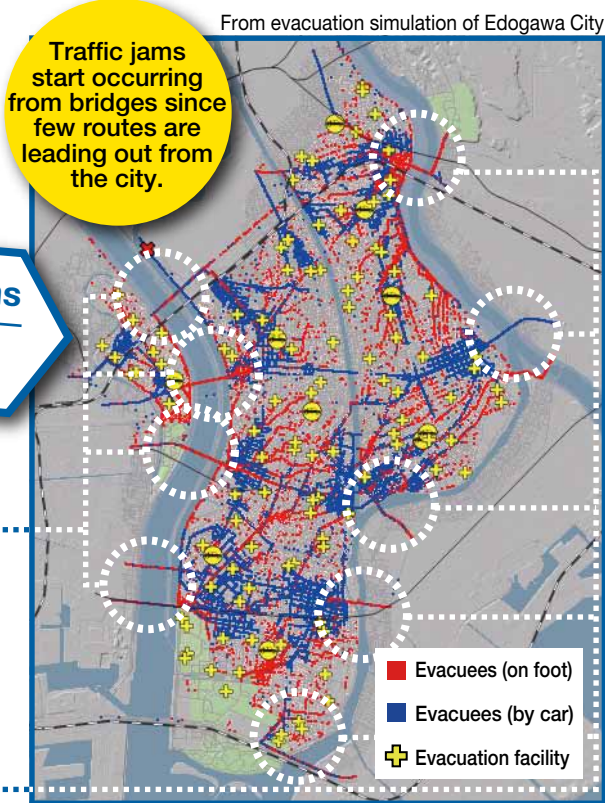 From evacuation simulation of Edogawa City
Traffic jams
start occurring
from bridges since
few routes are
leading out from
the city.
Evacuees (on foot)
Evacuees (by car)
Evacuation facility